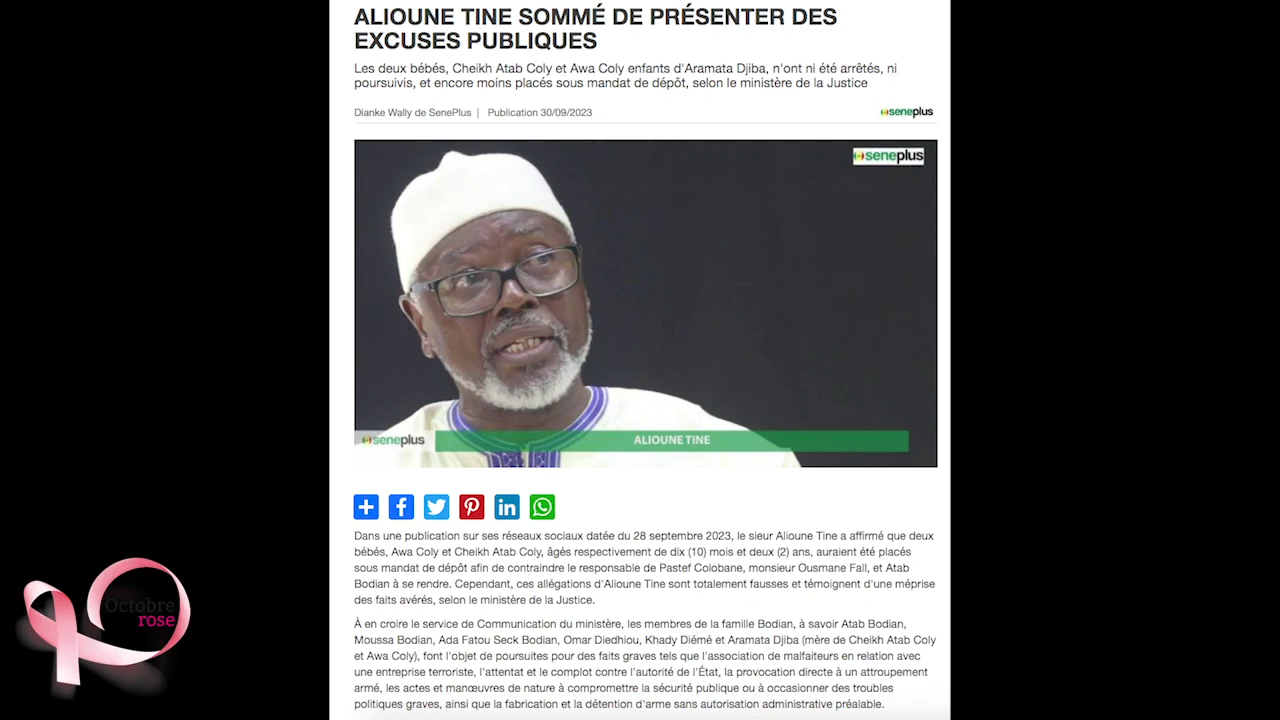 ALIOUNE TINE SOMMÉ DE PRÉSENTER DES
EXCUSES PUBLIQUES
Les deux bébés, Cheikh Atab Coly et Awa Coly enfants d'Aramata Djiba, n'ont ni été arrêtés, ni
poursuivis, et encore moins placés sous mandat de dépôt, selon le ministère de la Justice
Dianke Wally de SenePlus | Publication 30/09/2023
seneplus
seneplus
seneplus
ALIOUNE TINE
Dans une publication sur ses réseaux sociaux datée du 28 septembre 2023, le sieur Alioune Tine a affirmé que deux
bébés, Awa Coly et Cheikh Atab Coly, âgés respectivement de dix (10) mois et deux (2) ans, auraient été placés
sous mandat de dépôt afin de contraindre le responsable de Pastef Colobane, monsieur Ousmane Fall, et Atab
Bodian à se rendre. Cependant, ces allégations d'Alioune Tine sont totalement fausses et témoignent d'une méprise
des faits avérés, selon le ministère de la Justice.
À en croire le service de Communication du ministère, les membres de la famille Bodian, à savoir Atab Bodian,
Moussa Bodian, Ada Fatou Seck Bodian, Omar Diedhiou, Khady Diémé et Aramata Djiba (mère de Cheikh Atab Coly
et Awa Coly), font l'objet de poursuites pour des faits graves tels que l'association de malfaiteurs en relation avec
une entreprise terroriste, l'attentat et le complot contre l'autorité de l'État, la provocation directe à un attroupement
armé, les actes et manœuvres de nature à compromettre la sécurité publique ou à occasionner des troubles
politiques graves, ainsi que la fabrication et la détention d'arme sans autorisation administrative préalable.
Octobre
rose